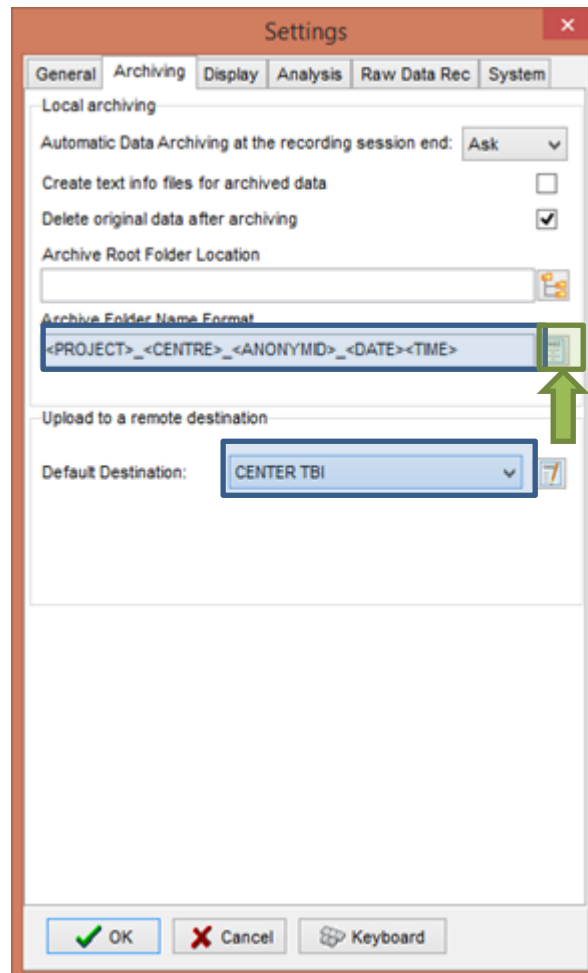 Settings
General Archiving Display Analysis Raw Data Rec System
Local archiving
Automatic Data Archiving at the recording session end: Ask
Create text info files for archived data
Delete original data after archiving
Archive Root Folder Location
Archive Folder Name Format
<PROJECT>_<CENTRE>_<ANONYMID>_<DATE><TIME>
Upload to a remote destination
Default Destination: CENTER TBI
OK Cancel Keyboard